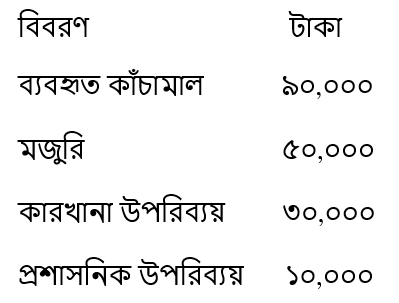 বিবরণ টাকা
ব্যবহৃত কাঁচামাল ৯০,০০০
মজুরি ৫০,০০০
কারখানা উপরিব্যয় ৩০,০০০
প্রশাসনিক উপরিব্যয় ১০,০০০